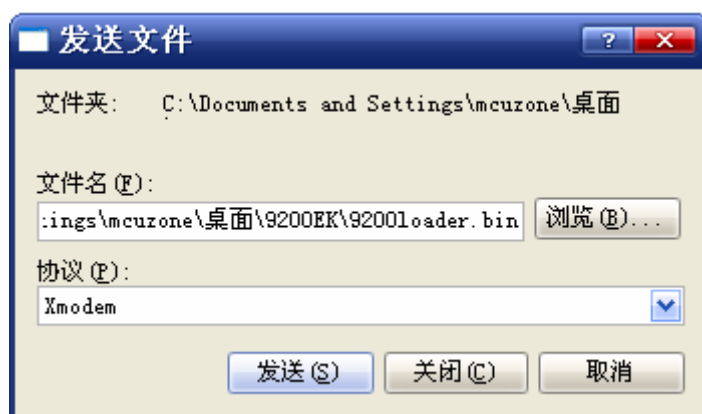 发送文件
文件夹: C:\Documents and Settings\mcuzone\桌面
文件名(F):
:ings\mcuzone\桌面\9200EK\9200loader.bin 浏览(B)...
协议(P):
Xmodem
发送(S) 关闭(C) 取消